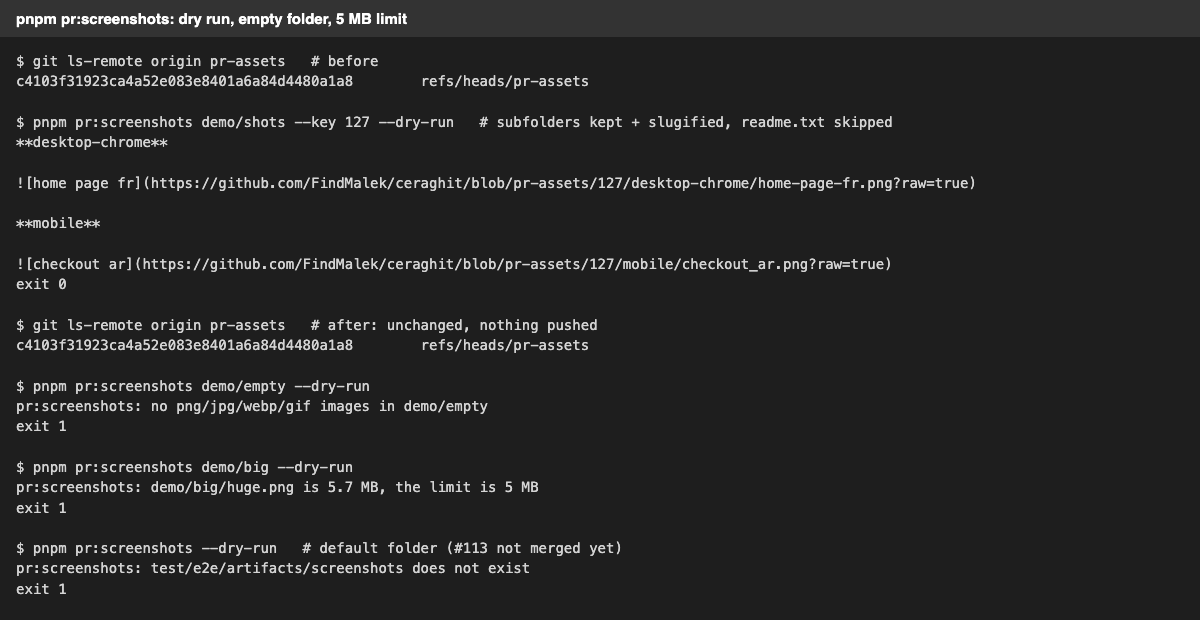 pnpm pr:screenshots: dry run, empty folder, 5 MB limit
$ git ls-remote origin pr-assets   # before
c4103f31923ca4a52e083e8401a6a84d4480a1a8        refs/heads/pr-assets
$ pnpm pr:screenshots demo/shots --key 127 --dry-run   # subfolders kept + slugified, readme.txt skipped
**desktop-chrome**
![home page fr](https://github.com/FindMalek/ceraghit/blob/pr-assets/127/desktop-chrome/home-page-fr.png?raw=true)
**mobile**
![checkout ar](https://github.com/FindMalek/ceraghit/blob/pr-assets/127/mobile/checkout_ar.png?raw=true)
exit 0
$ git ls-remote origin pr-assets   # after: unchanged, nothing pushed
c4103f31923ca4a52e083e8401a6a84d4480a1a8        refs/heads/pr-assets
$ pnpm pr:screenshots demo/empty --dry-run
pr:screenshots: no png/jpg/webp/gif images in demo/empty
exit 1
$ pnpm pr:screenshots demo/big --dry-run
pr:screenshots: demo/big/huge.png is 5.7 MB, the limit is 5 MB
exit 1
$ pnpm pr:screenshots --dry-run   # default folder (#113 not merged yet)
pr:screenshots: test/e2e/artifacts/screenshots does not exist
exit 1